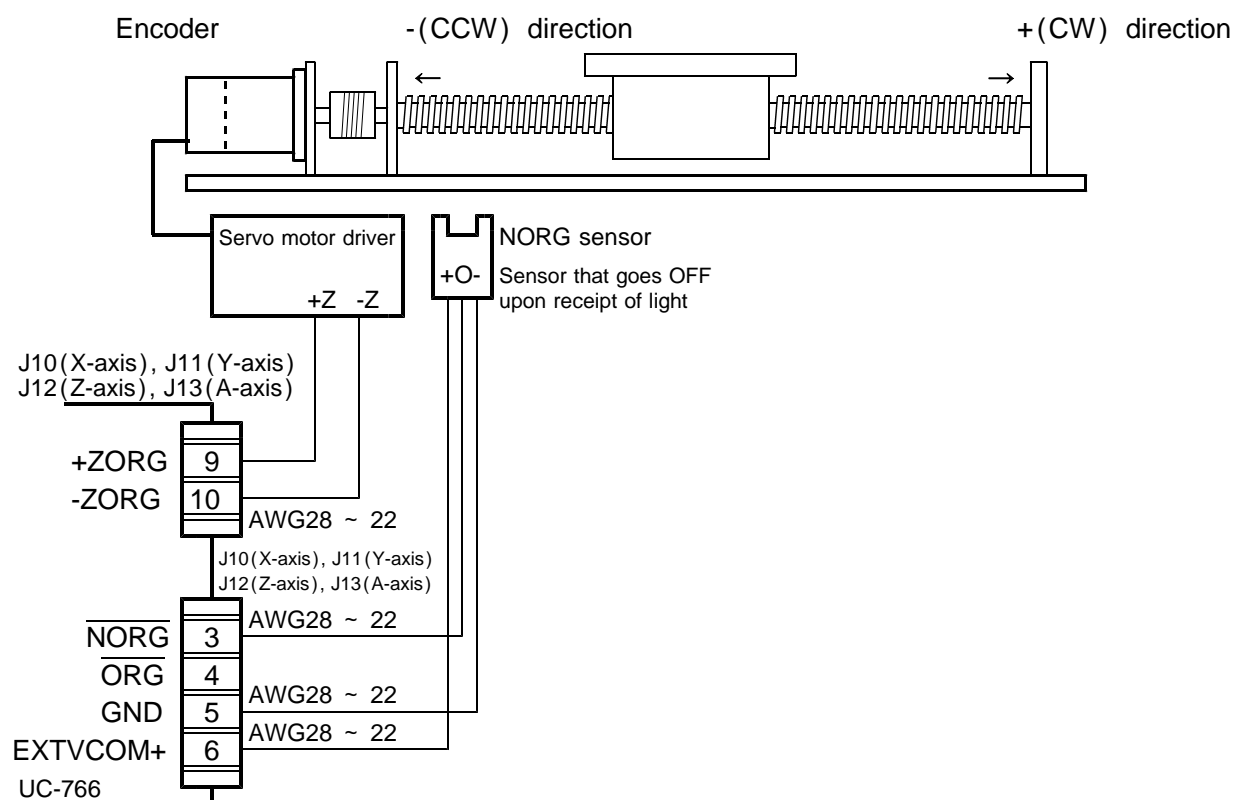 Encoder
-(CCW) direction
+(CW) direction
←
→
Servo motor driver
+Z -Z
NORG sensor
+O-
Sensor that goes OFF
upon receipt of light
J10(X-axis), J11(Y-axis)
J12(Z-axis), J13(A-axis)
+ZORG 9
-ZORG 10
AWG28 ~ 22
J10(X-axis), J11(Y-axis)
J12(Z-axis), J13(A-axis)
NORG 3 AWG28 ~ 22
ORG 4
GND 5 AWG28 ~ 22
EXTVCOM+ 6 AWG28 ~ 22
UC-766